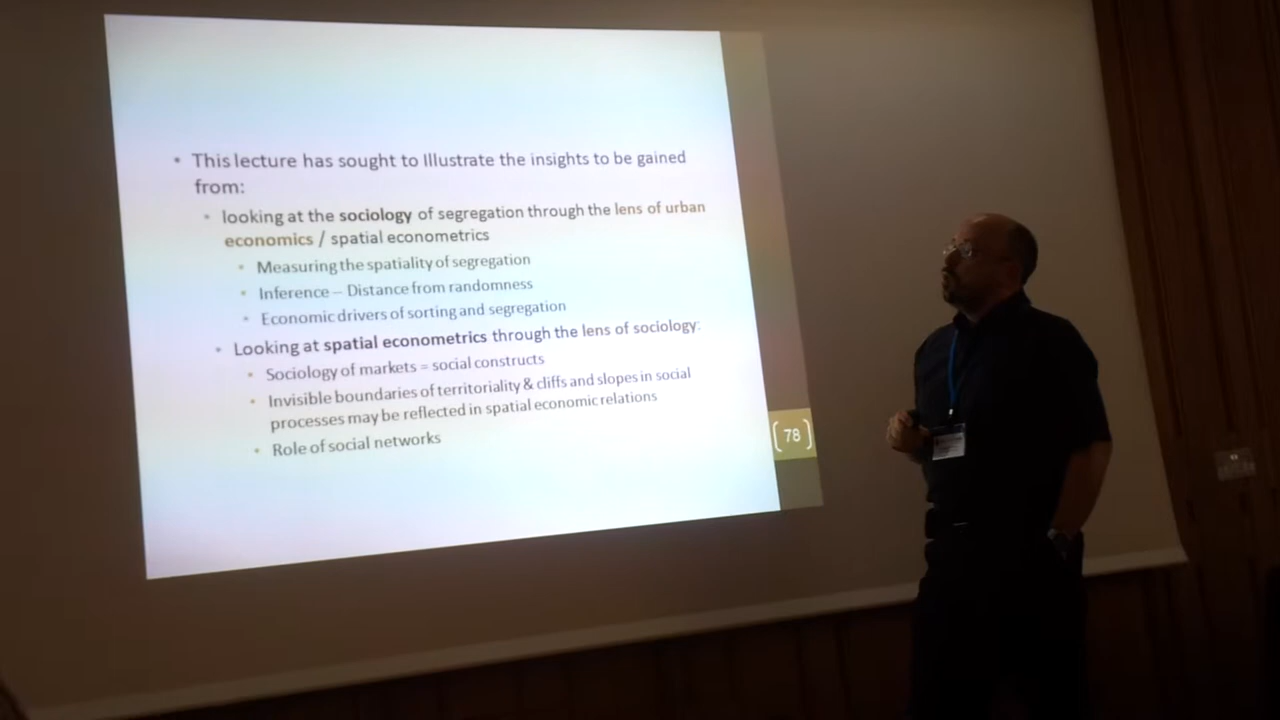 • This lecture has sought to Illustrate the insights to be gained
from:
• looking at the sociology of segregation through the lens of urban
economics / spatial econometrics
• Measuring the spatiality of segregation
• Inference – Distance from randomness
• Economic drivers of sorting and segregation
• Looking at spatial econometrics through the lens of sociology:
• Sociology of markets = social constructs
• Invisible boundaries of territoriality & cliffs and slopes in social
processes may be reflected in spatial economic relations
• Role of social networks
[78]